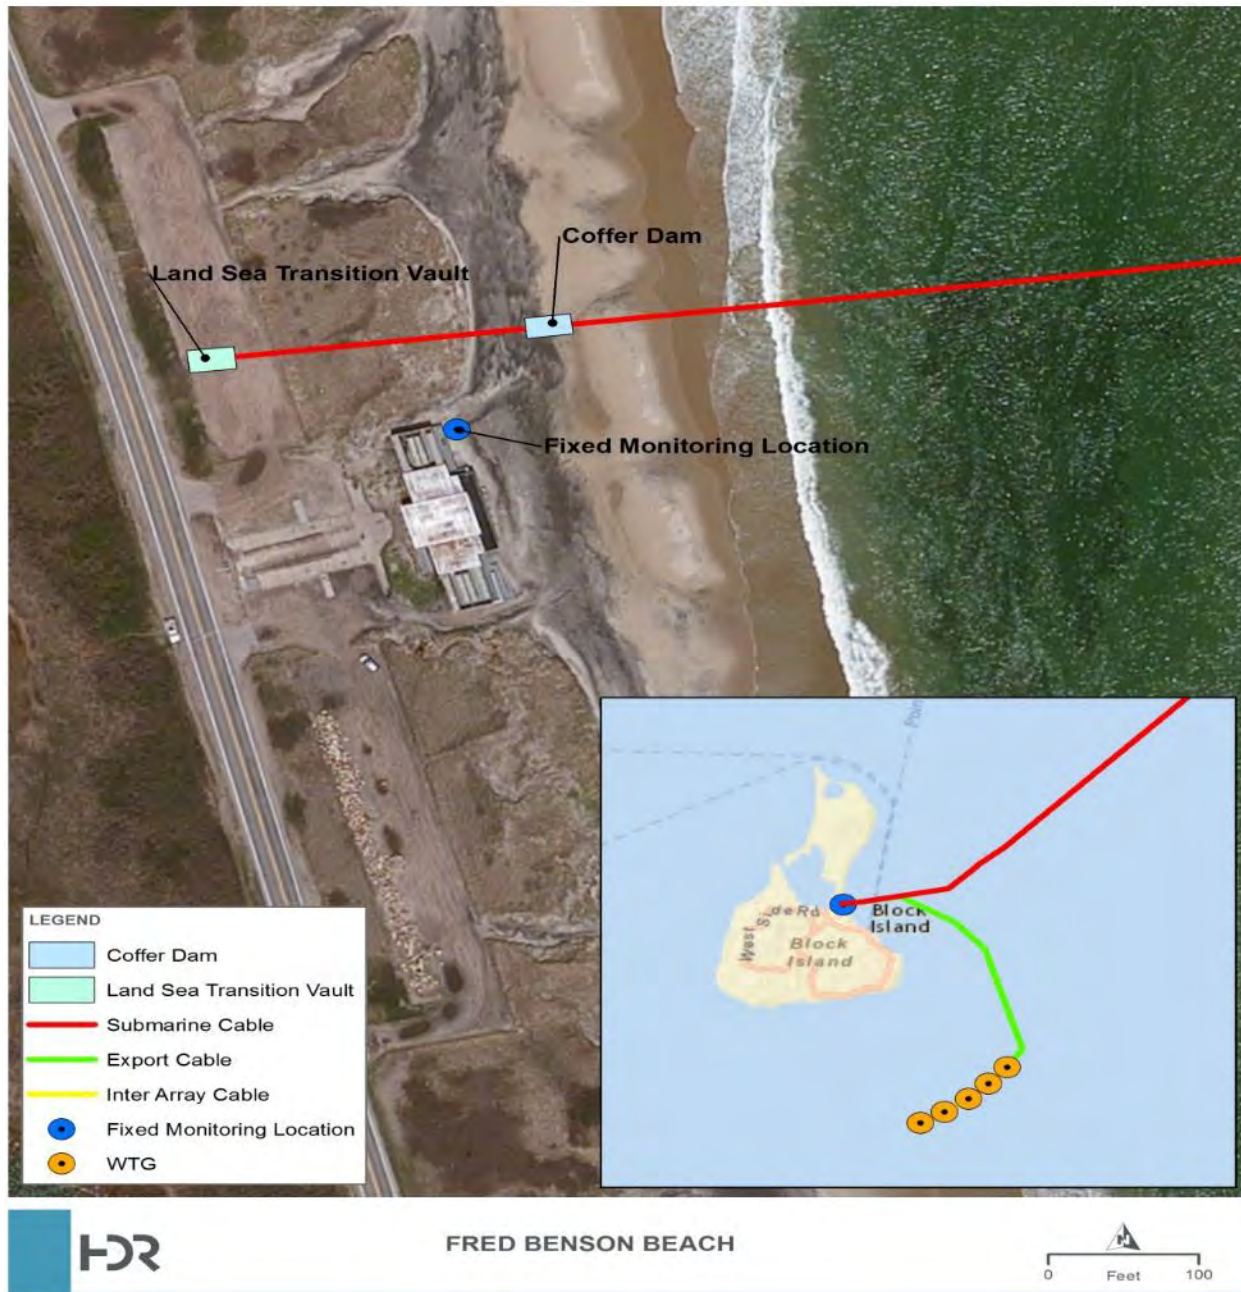 Coffer Dam
Land Sea Transition Vault
Fixed Monitoring Location
Block
Island
West
Side Rd
Block
Island
LEGEND
Coffer Dam
Land Sea Transition Vault
Submarine Cable
Export Cable
Inter Array Cable
Fixed Monitoring Location
WTG
HDR
FRED BENSON BEACH
N
0 Feet 100